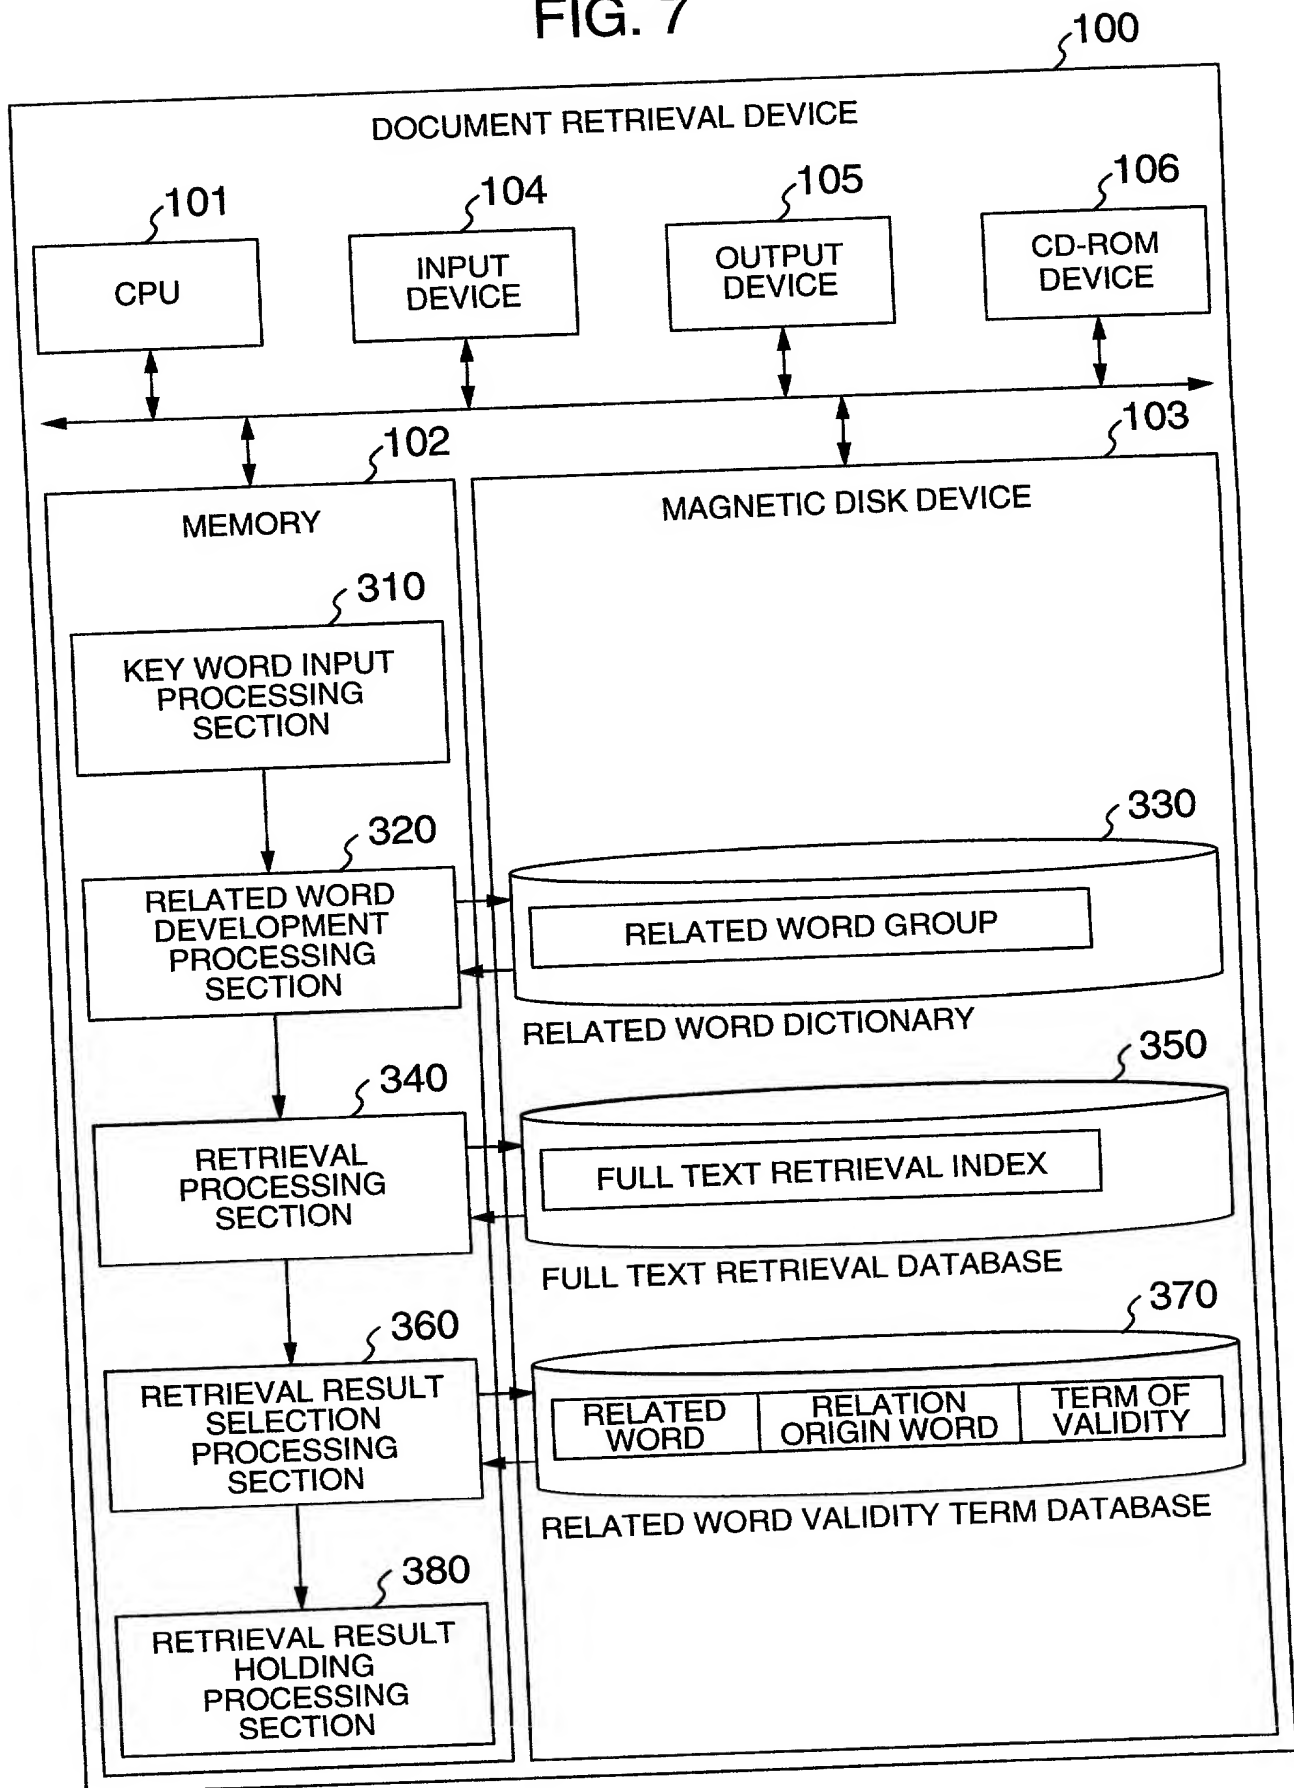 FIG. 7
100
DOCUMENT RETRIEVAL DEVICE
101
104
105
106
CPU
INPUT
DEVICE
OUTPUT
DEVICE
CD-ROM
DEVICE
102
103
MEMORY
MAGNETIC DISK DEVICE
310
KEY WORD INPUT
PROCESSING
SECTION
320
330
RELATED WORD
DEVELOPMENT
PROCESSING
SECTION
RELATED WORD GROUP
RELATED WORD DICTIONARY
340
350
RETRIEVAL
PROCESSING
SECTION
FULL TEXT RETRIEVAL INDEX
FULL TEXT RETRIEVAL DATABASE
360
370
RETRIEVAL RESULT
SELECTION
PROCESSING
SECTION
RELATED
WORD
RELATION
ORIGIN WORD
TERM OF
VALIDITY
RELATED WORD VALIDITY TERM DATABASE
380
RETRIEVAL RESULT
HOLDING
PROCESSING
SECTION